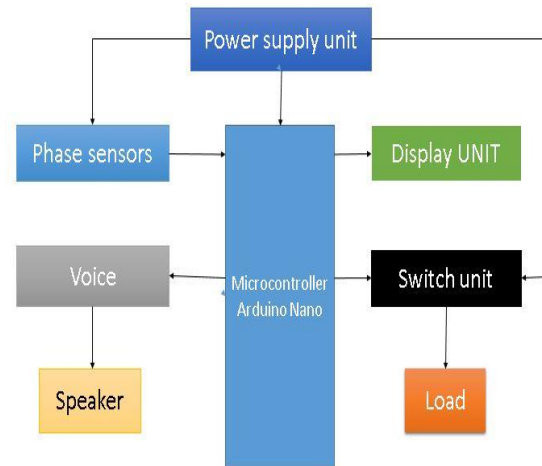 Power supply unit
Phase sensors
Display UNIT
Voice
Microcontroller
Arduino Nano
Switch unit
Speaker
Load